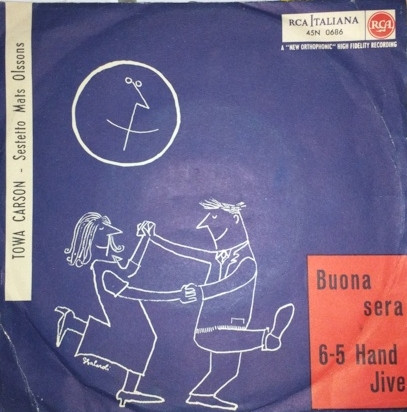 RCA ITALIANA
45N 0686
RCA
A "NEW ORTHOPHONIC" HIGH FIDELITY RECORDING
TOWA CARSON - Sestetto Mats Olssons
Buona
sera
6-5 Hand
Jive